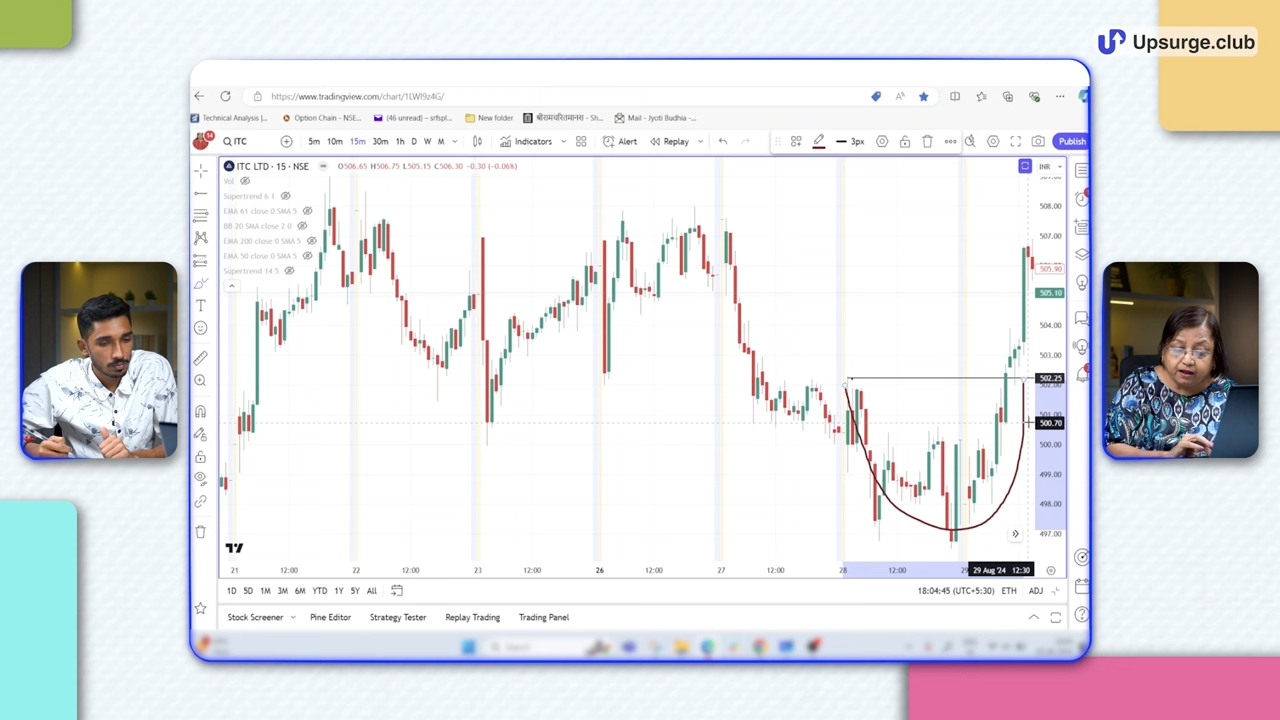 Upsurge.club
https://www.tradingview.com/chart/1LWI9z4G/
Technical Analysis |... Option Chain - NSE... (46 unread) - srfspl... New folder श्रीरामचरितमानस - Sh... Mail - Jyoti Budhia -...
14
ITC 5m 10m 15m 30m 1h D W M Indicators Alert Replay 3px Publish
ITC LTD · 15 · NSE O506.65 H506.75 L505.15 C506.30 -0.30 (-0.06%) INR
Vol
Supertrend 6 1
EMA 61 close 0 SMA 5
BB 20 SMA close 2 0
EMA 200 close 0 SMA 5
EMA 50 close 0 SMA 5
Supertrend 14 5
508.00
507.00
505.90
505.10
504.00
503.00
502.25
501.00
500.70
500.00
499.00
498.00
497.00
21 12:00 22 12:00 23 12:00 26 12:00 27 12:00 28 12:00 29 Aug '24 12:30
1D 5D 1M 3M 6M YTD 1Y 5Y All 18:04:45 (UTC+5:30) ETH ADJ
Stock Screener Pine Editor Strategy Tester Replay Trading Trading Panel